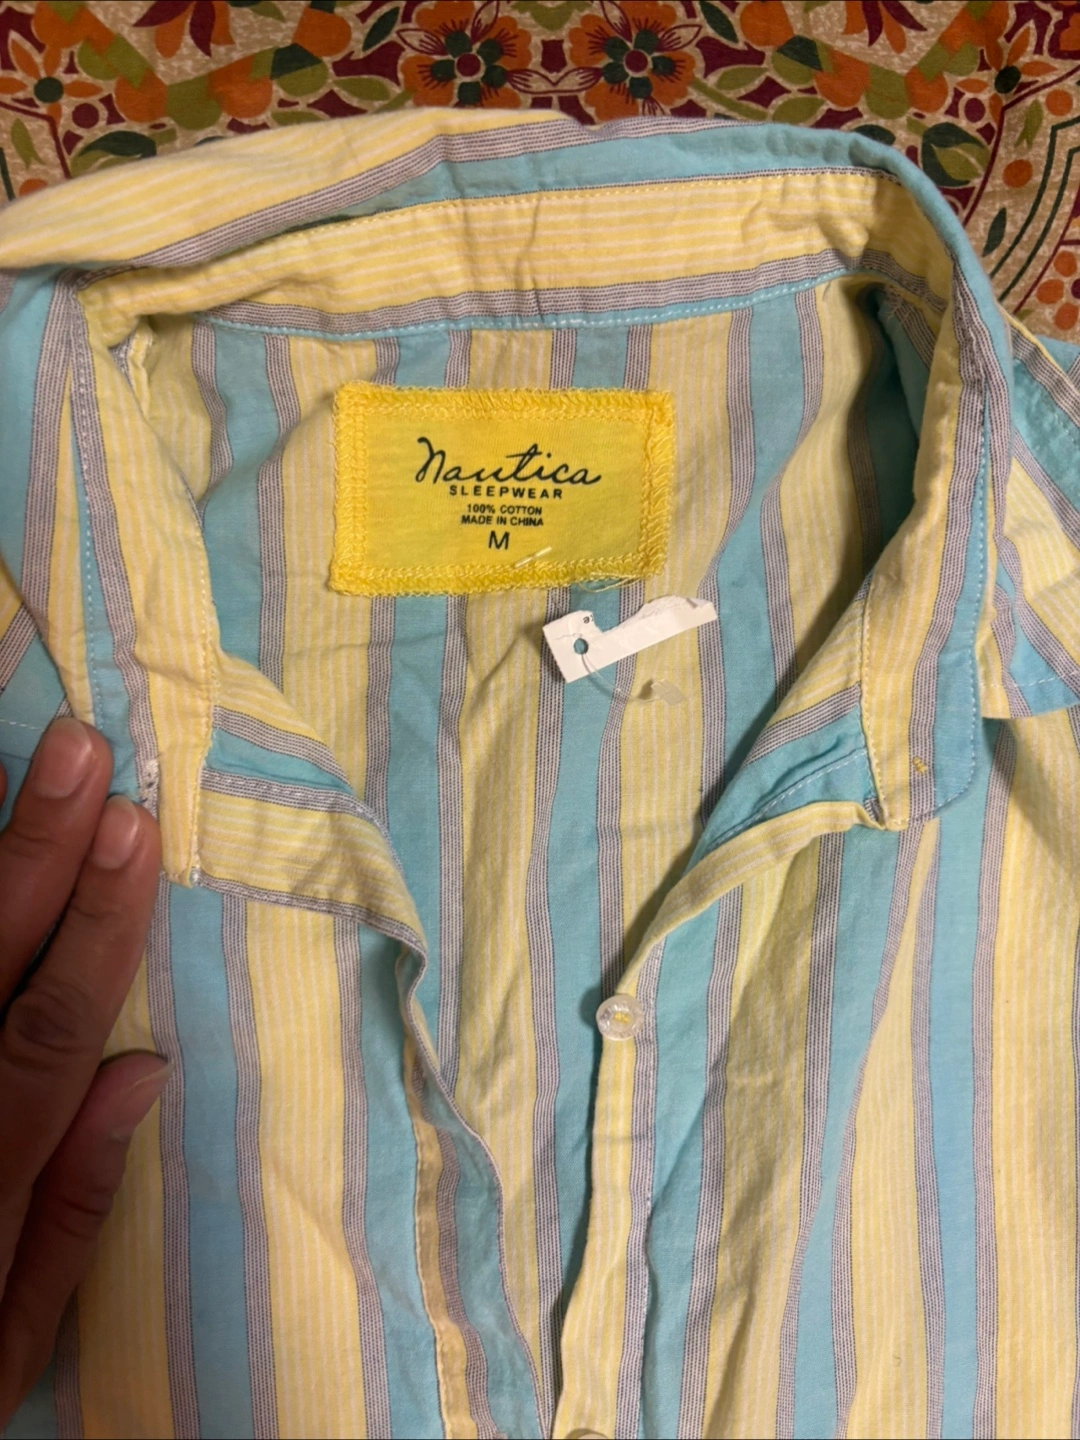 Nautica
SLEEPWEAR
100% COTTON
MADE IN CHINA
M